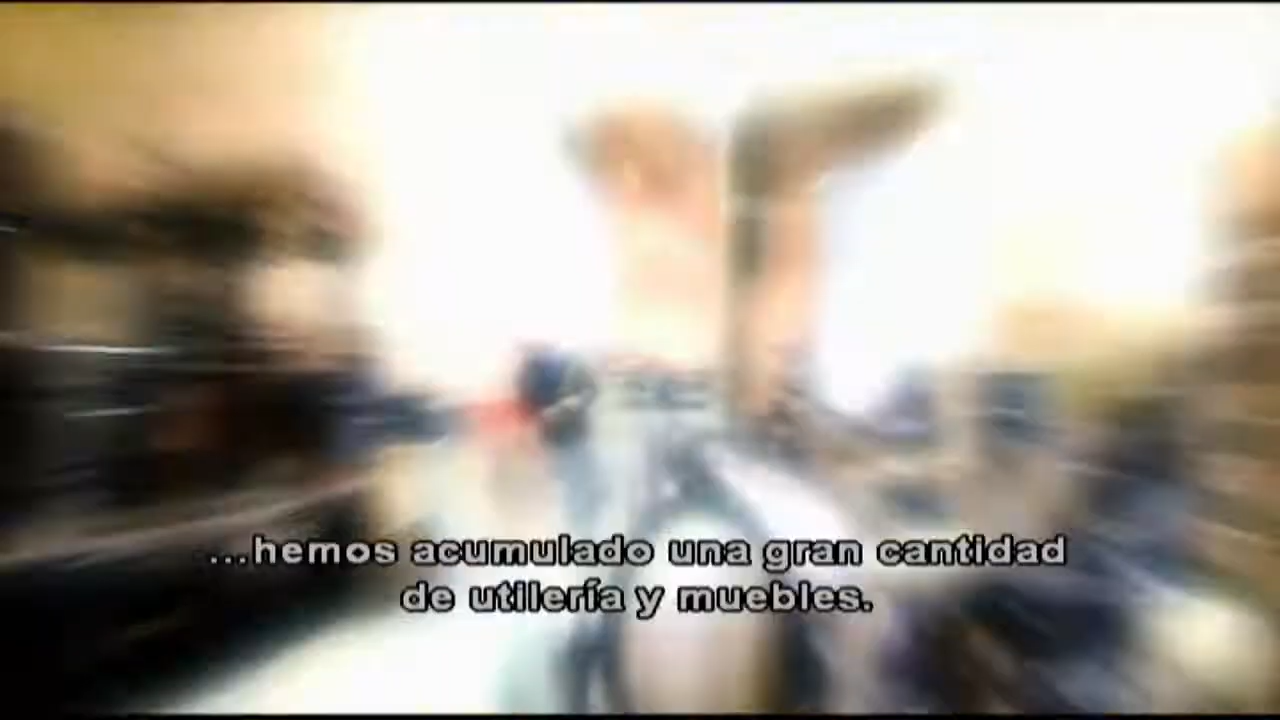 ...hemos acumulado una gran cantidad
de utilería y muebles.